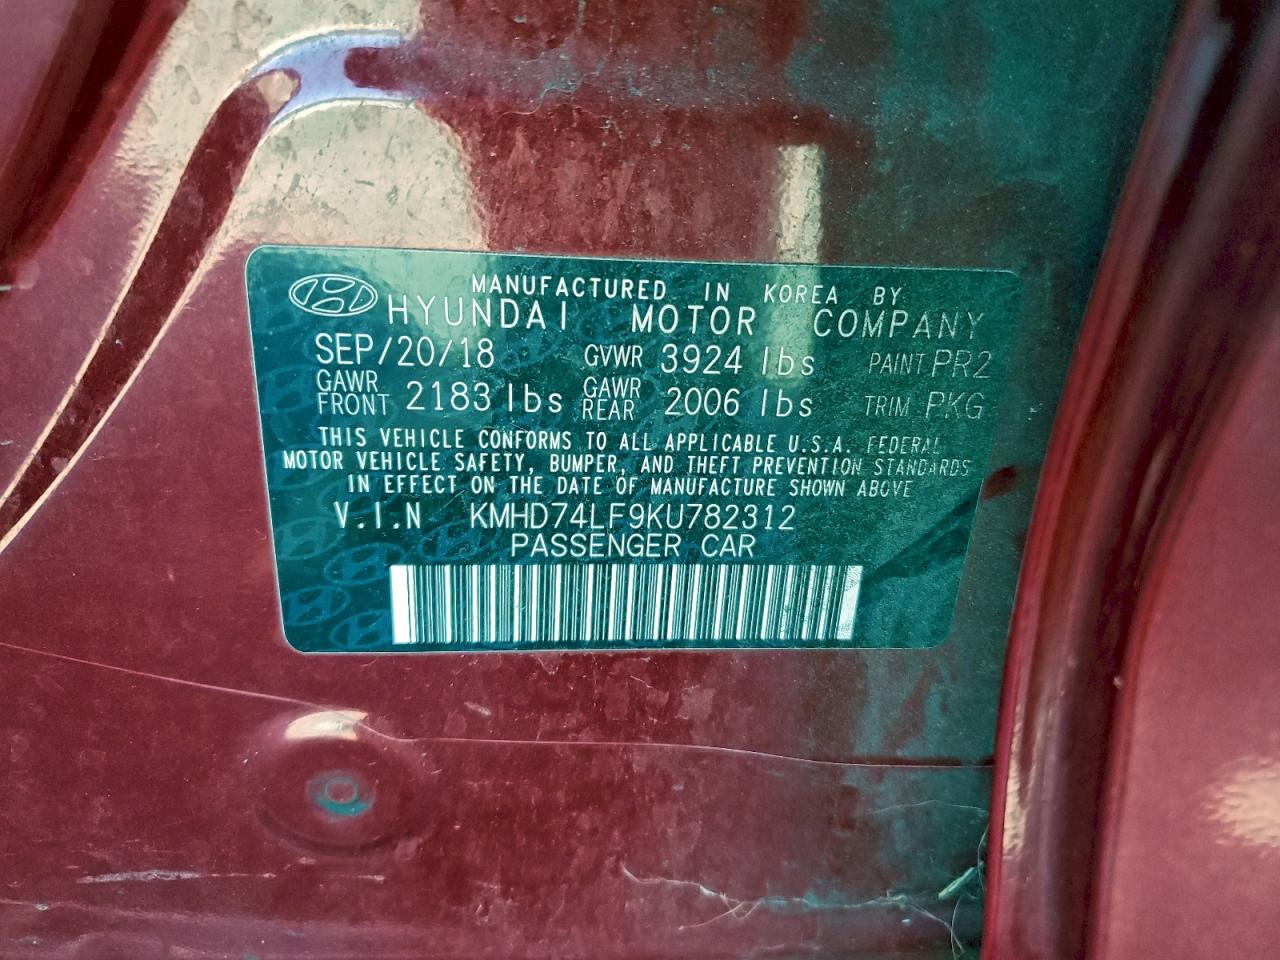 MANUFACTURED IN KOREA BY
HYUNDAI MOTOR COMPANY
SEP/20/18 GVWR 3924 lbs PAINT PR2
GAWR FRONT 2183 lbs GAWR REAR 2006 lbs TRIM PKG
THIS VEHICLE CONFORMS TO ALL APPLICABLE U.S.A. FEDERAL
MOTOR VEHICLE SAFETY, BUMPER, AND THEFT PREVENTION STANDARDS
IN EFFECT ON THE DATE OF MANUFACTURE SHOWN ABOVE
V.I.N KMHD74LF9KU782312
PASSENGER CAR